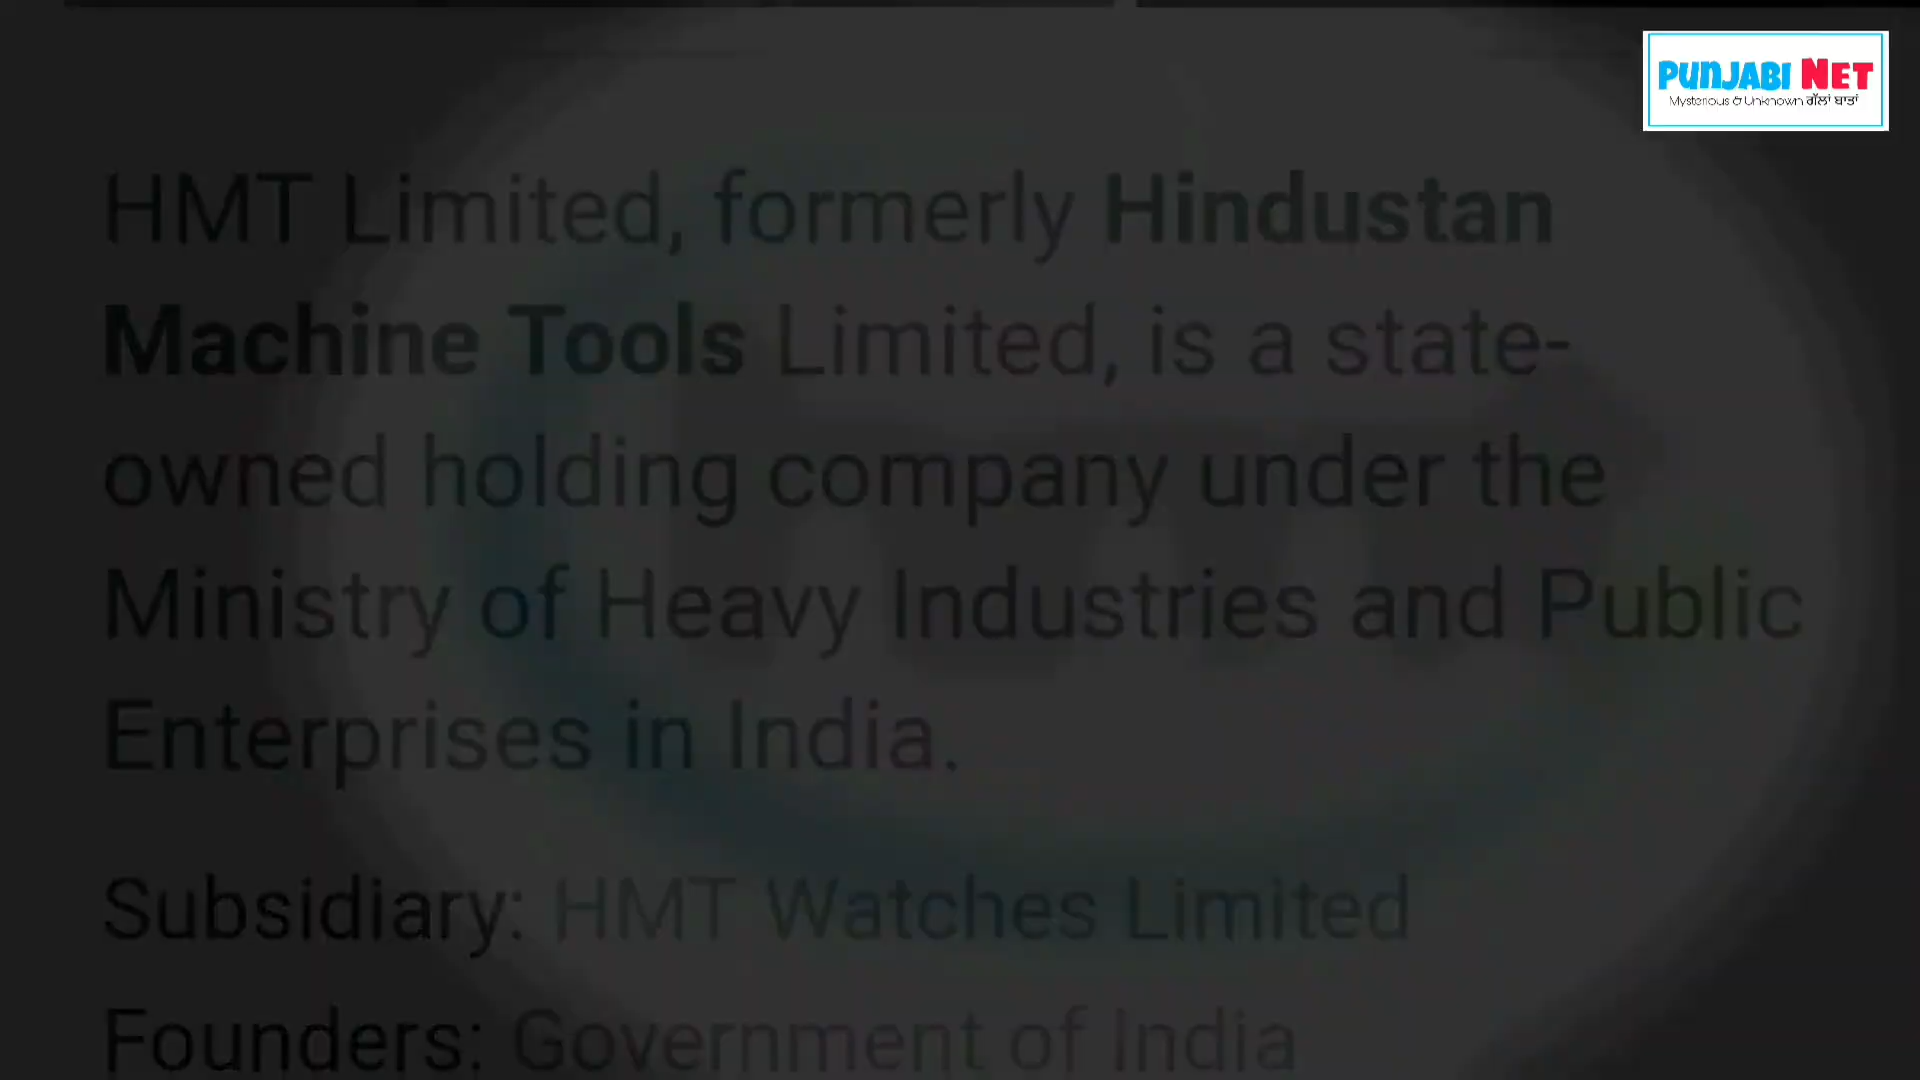 PUNJABI NET
Mysterious & Unknown ਗੱਲਾਂ ਬਾਤਾਂ
HMT Limited, formerly Hindustan
Machine Tools Limited, is a state-
owned holding company under the
Ministry of Heavy Industries and Public
Enterprises in India.
Subsidiary: HMT Watches Limited
Founders: Government of India